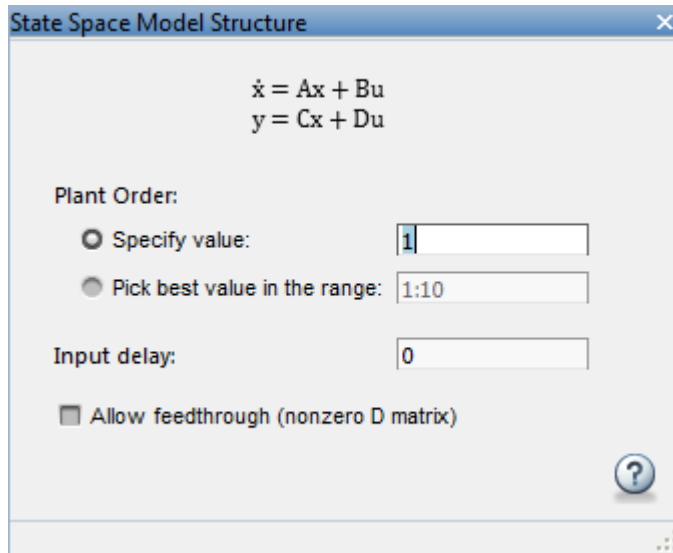 State Space Model Structure
ẋ = Ax + Bu
y = Cx + Du
Plant Order:
Specify value: 1
Pick best value in the range: 1:10
Input delay: 0
Allow feedthrough (nonzero D matrix)
?